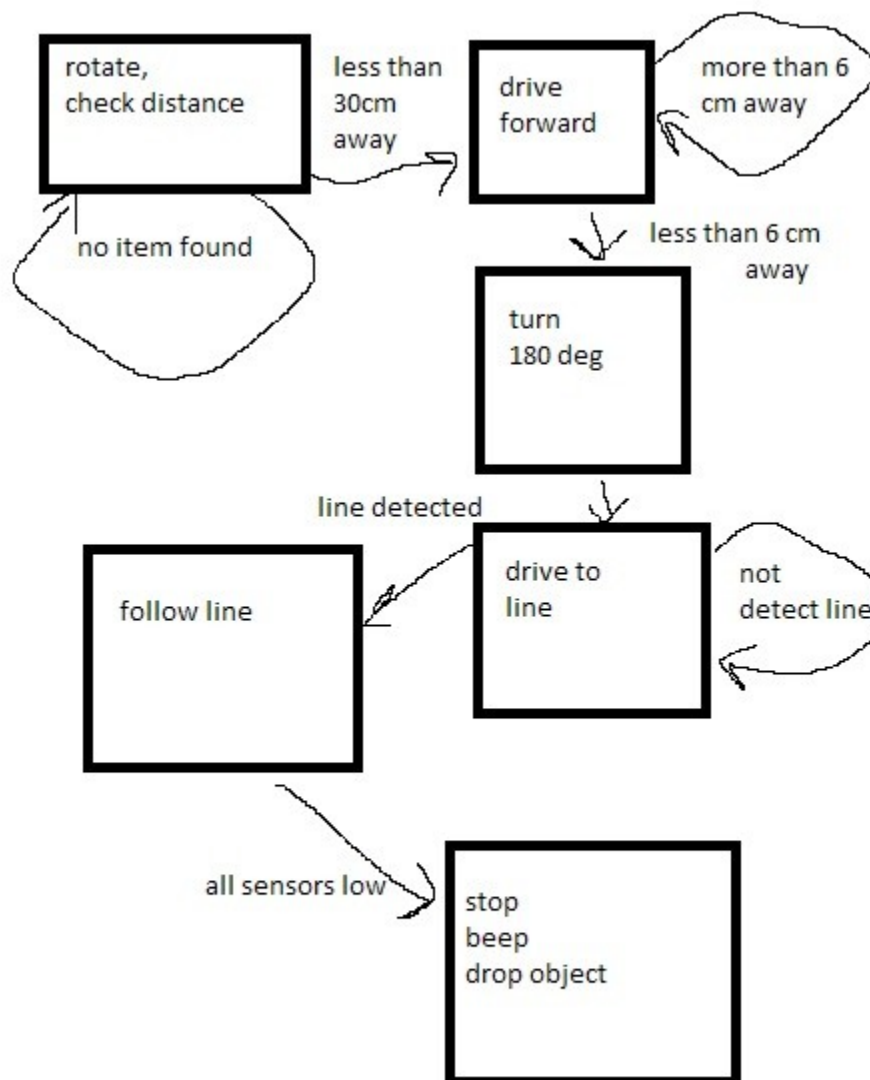 rotate,
check distance
less than
30cm
away
drive
forward
more than 6
cm away
no item found
less than 6 cm
away
turn
180 deg
line detected
drive to
line
not
detect line
follow line
all sensors low
stop
beep
drop object